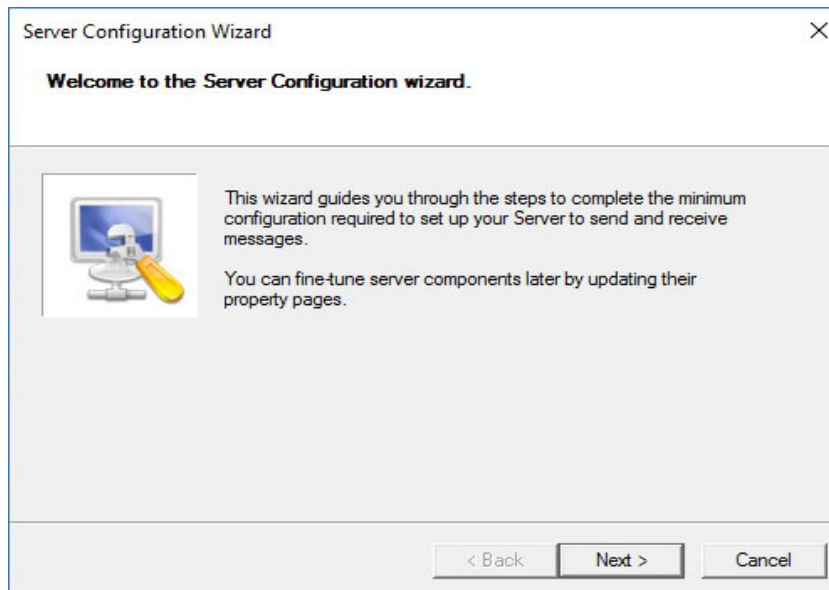 Server Configuration Wizard
Welcome to the Server Configuration wizard.
This wizard guides you through the steps to complete the minimum
configuration required to set up your Server to send and receive
messages.
You can fine-tune server components later by updating their
property pages.
< Back
Next >
Cancel